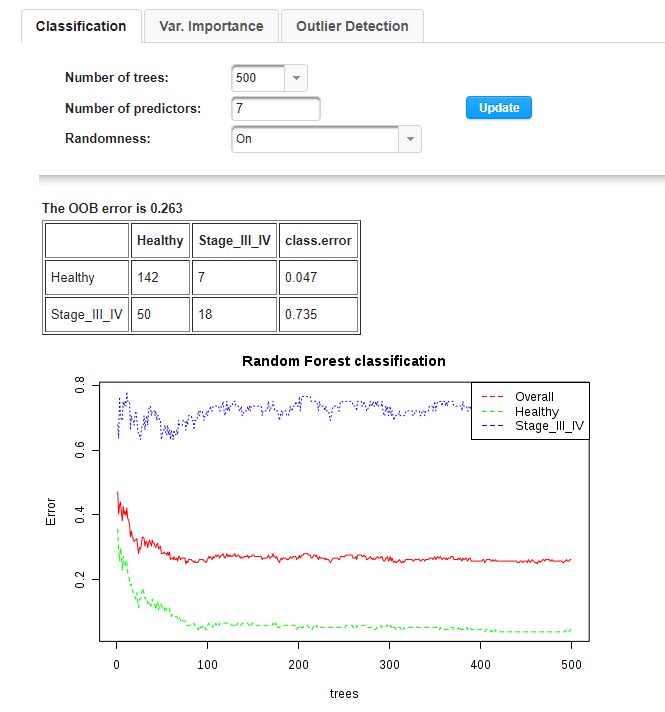 Classification Var. Importance Outlier Detection
Number of trees: 500
Number of predictors: 7
Update
Randomness: On
The OOB error is 0.263
Healthy Stage_III_IV class.error
Healthy 142 7 0.047
Stage_III_IV 50 18 0.735
Random Forest classification
Overall
Healthy
Stage_III_IV
Error
0.8
0.6
0.4
0.2
0 100 200 300 400 500
trees